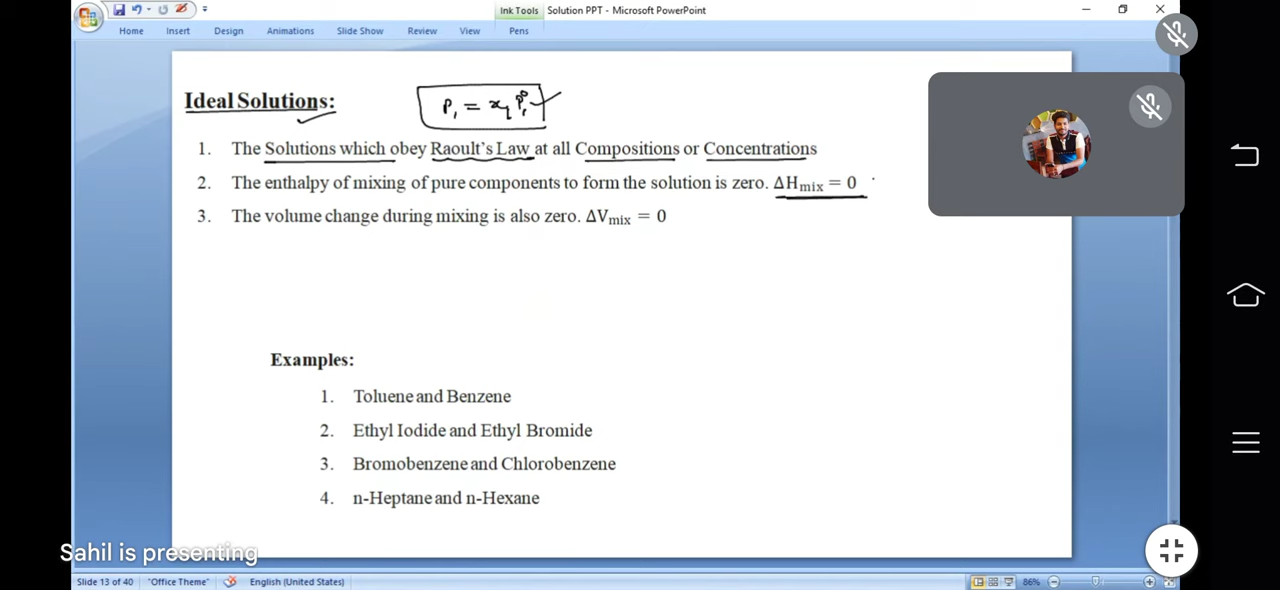 Ink Tools Solution PPT - Microsoft PowerPoint
Home Insert Design Animations Slide Show Review View Pens
Ideal Solutions:
P₁ = x₁ P₁°
1. The Solutions which obey Raoult's Law at all Compositions or Concentrations
2. The enthalpy of mixing of pure components to form the solution is zero. ΔHmix = 0
3. The volume change during mixing is also zero. ΔVmix = 0
Examples:
1. Toluene and Benzene
2. Ethyl Iodide and Ethyl Bromide
3. Bromobenzene and Chlorobenzene
4. n-Heptane and n-Hexane
Sahil is presenting
Slide 13 of 40 "Office Theme" English (United States) 86%